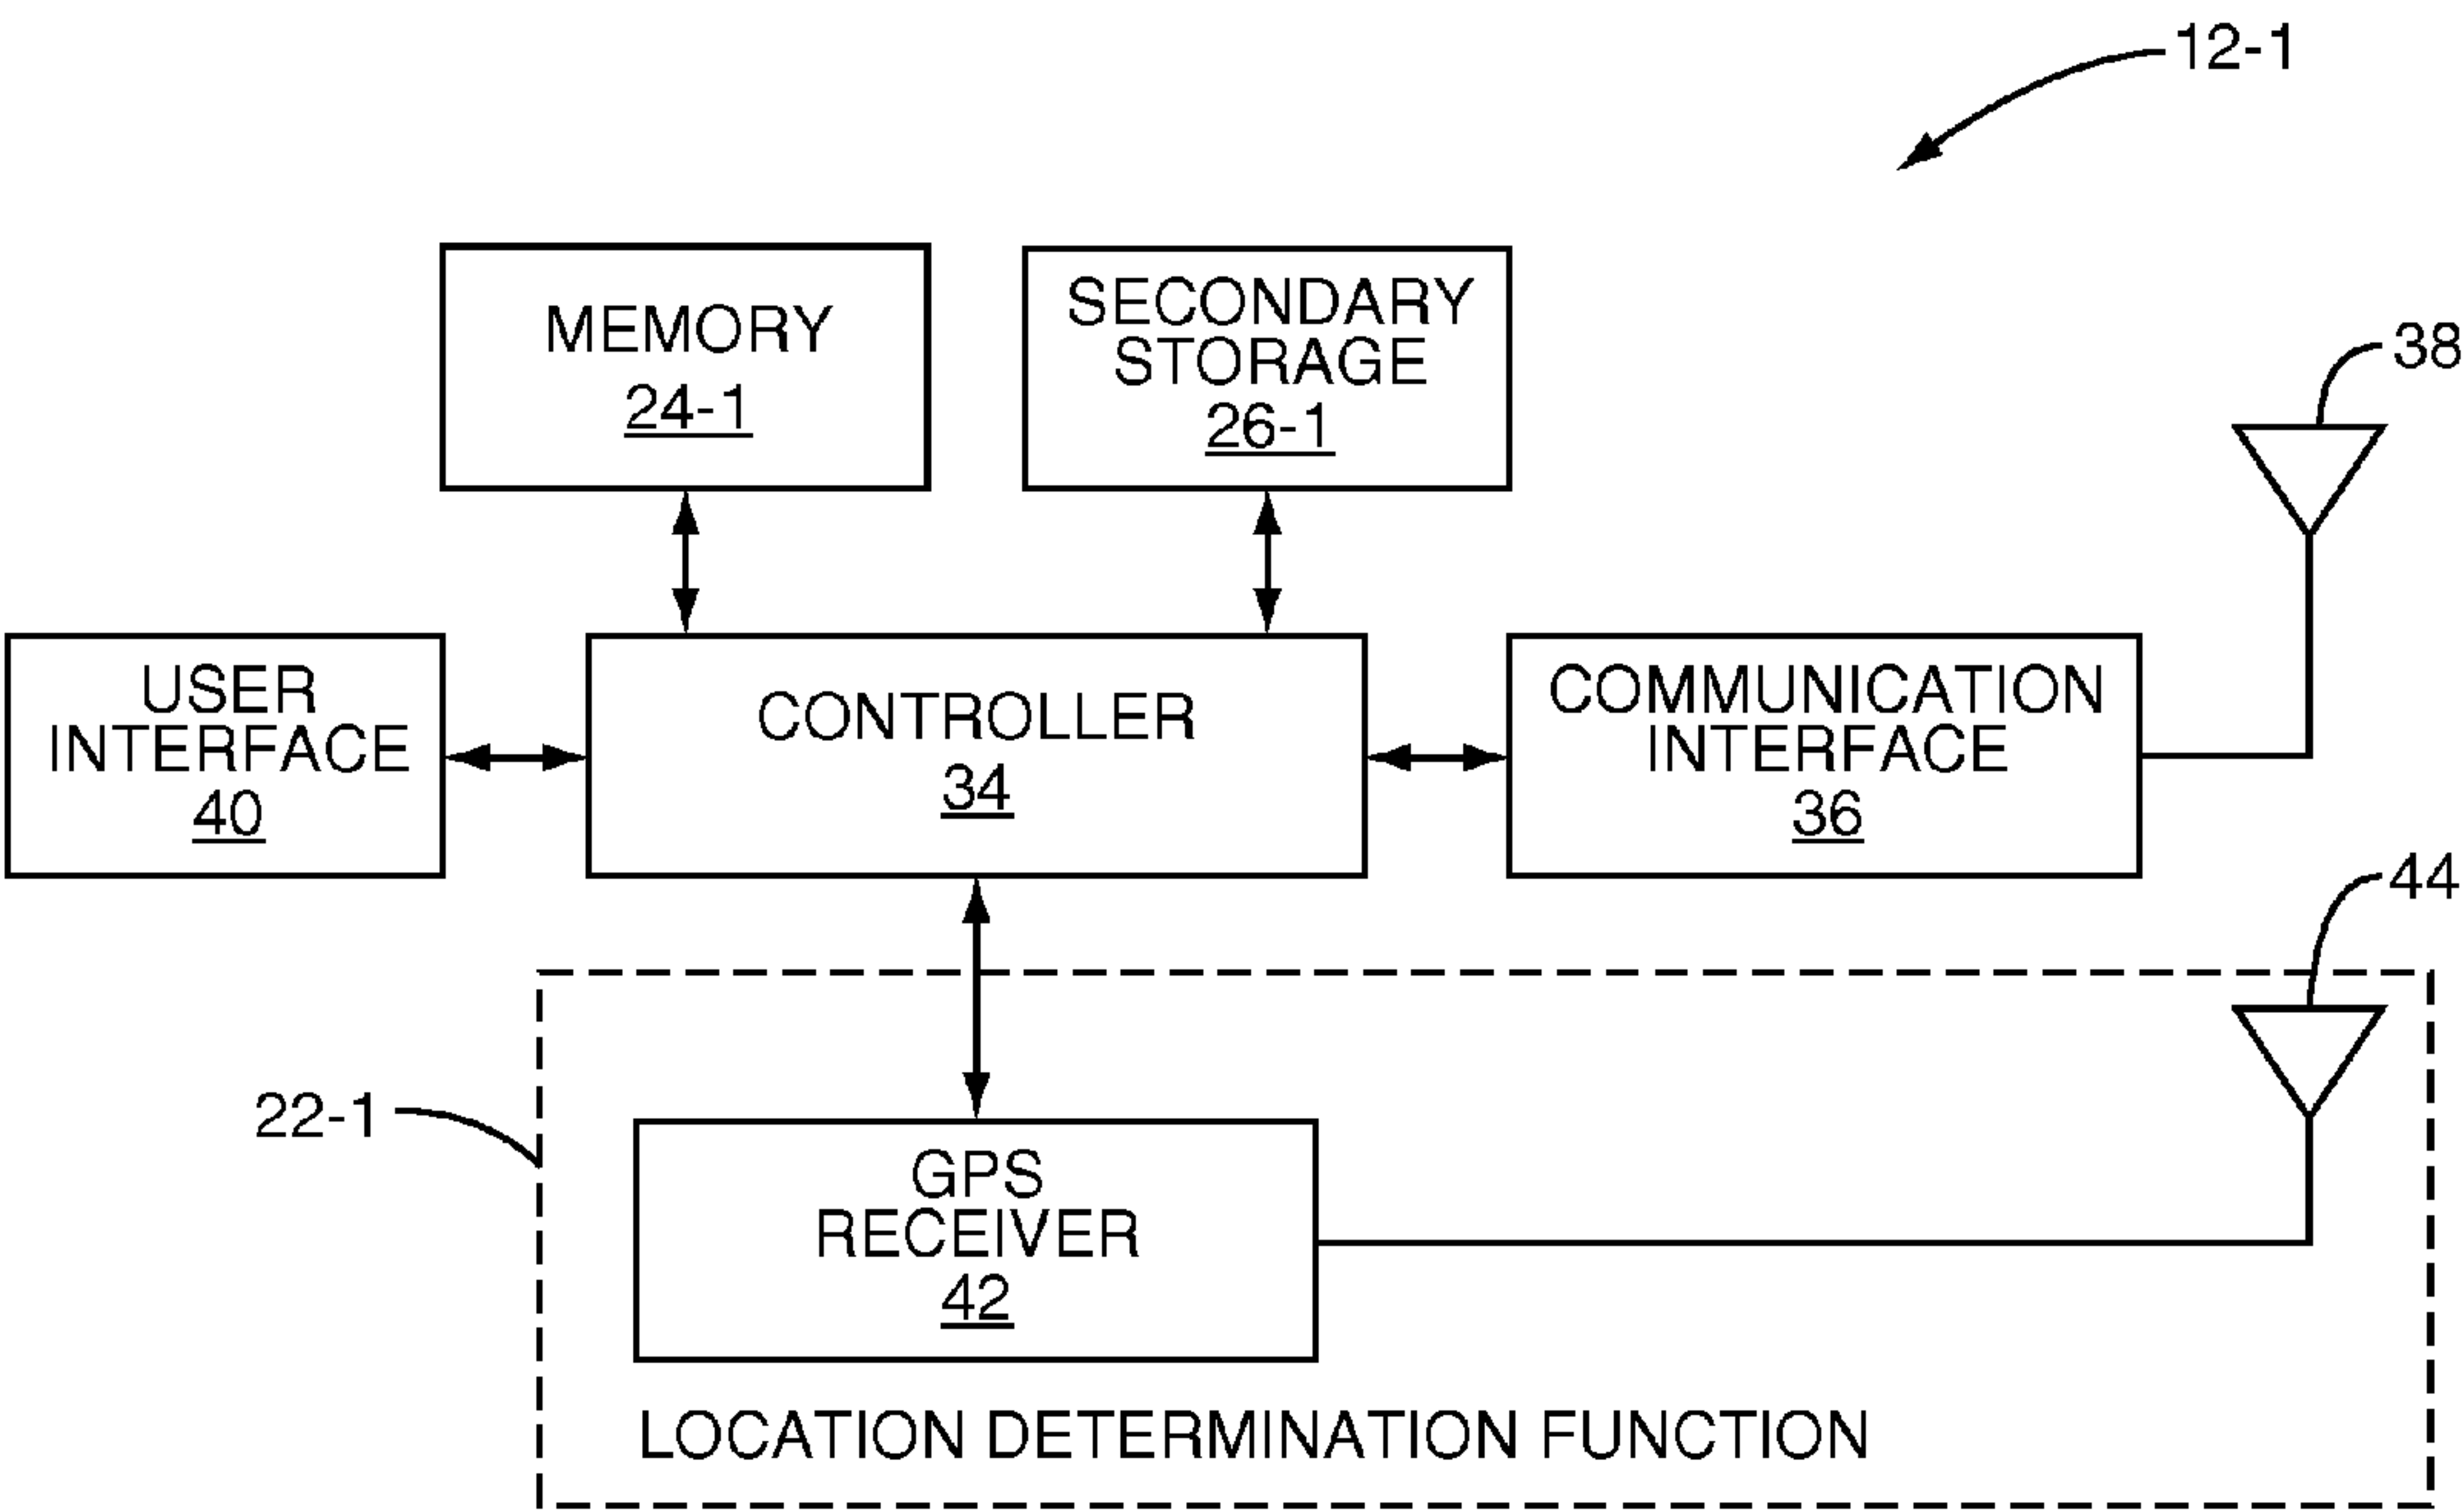 12-1
MEMORY
24-1
SECONDARY
STORAGE
26-1
38
USER
INTERFACE
40
CONTROLLER
34
COMMUNICATION
INTERFACE
36
44
22-1
GPS
RECEIVER
42
LOCATION DETERMINATION FUNCTION